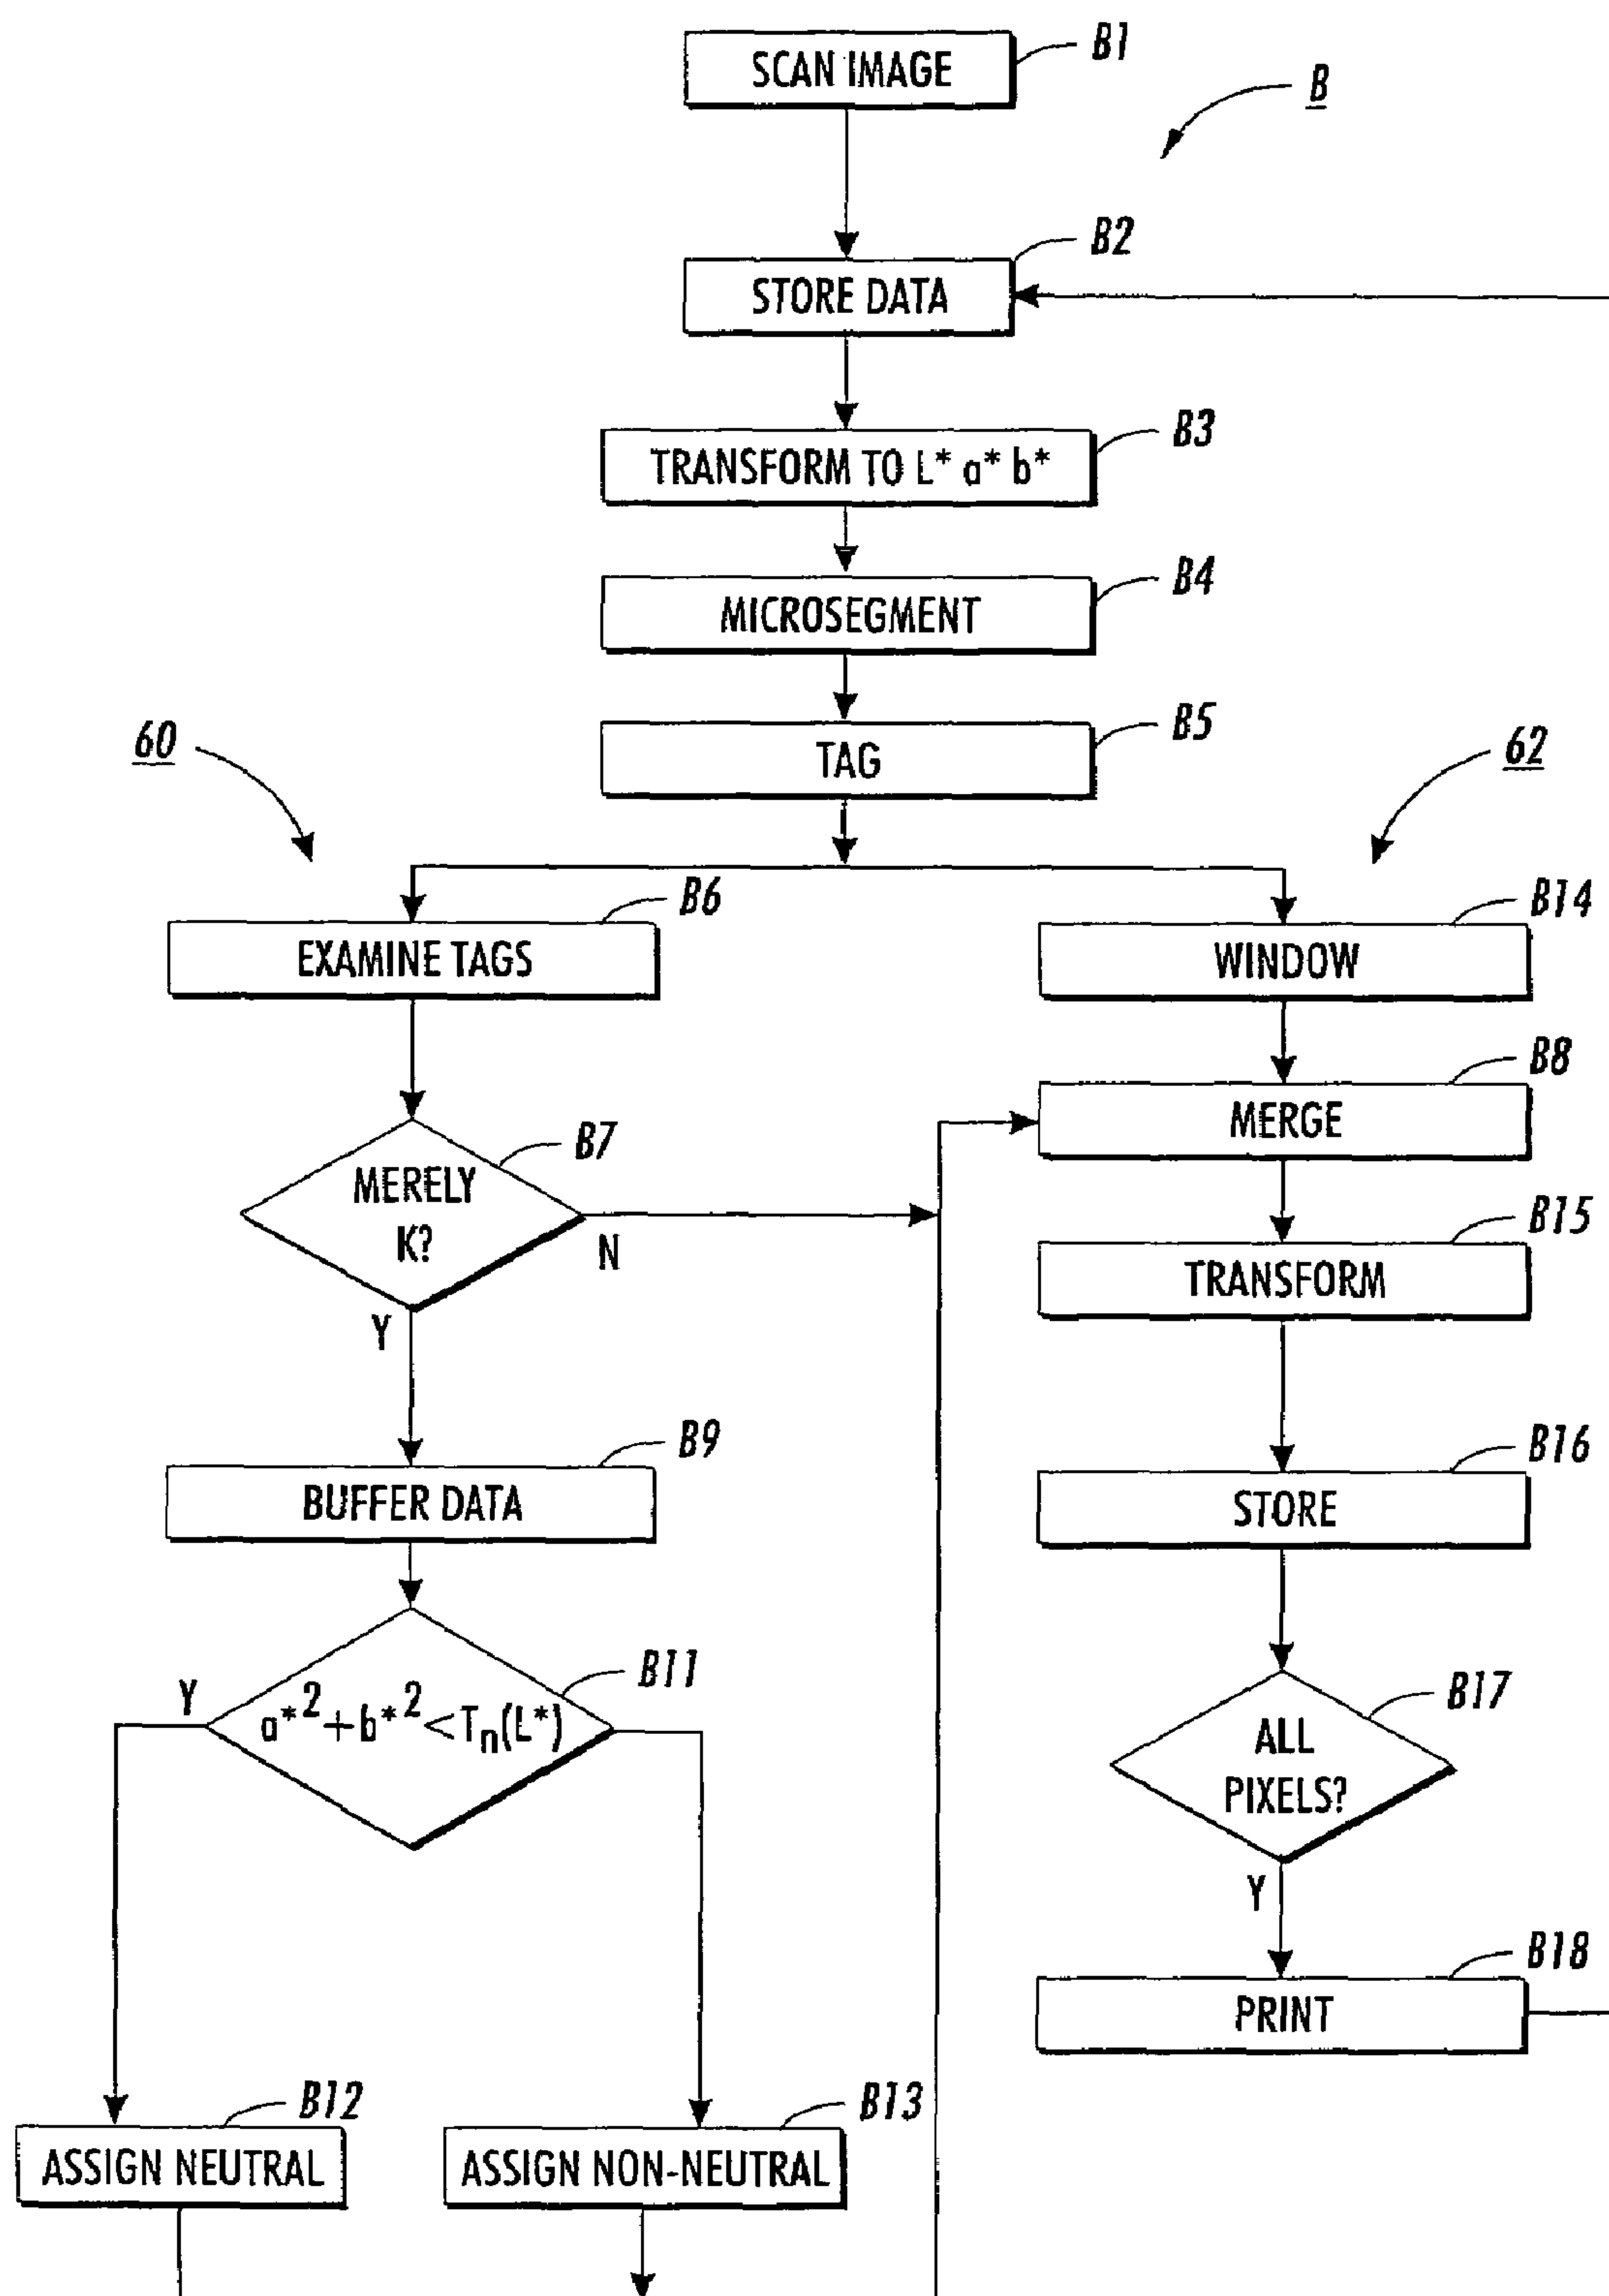 SCAN IMAGE
B1
B
STORE DATA
B2
TRANSFORM TO L* a* b*
B3
MICROSEGMENT
B4
TAG
B5
60
62
EXAMINE TAGS
B6
WINDOW
B14
MERELY
K?
B7
N
Y
MERGE
B8
TRANSFORM
B15
BUFFER DATA
B9
STORE
B16
a*²+b*²<Tₙ(L*)
B11
Y
ALL
PIXELS?
B17
Y
PRINT
B18
ASSIGN NEUTRAL
B12
ASSIGN NON-NEUTRAL
B13